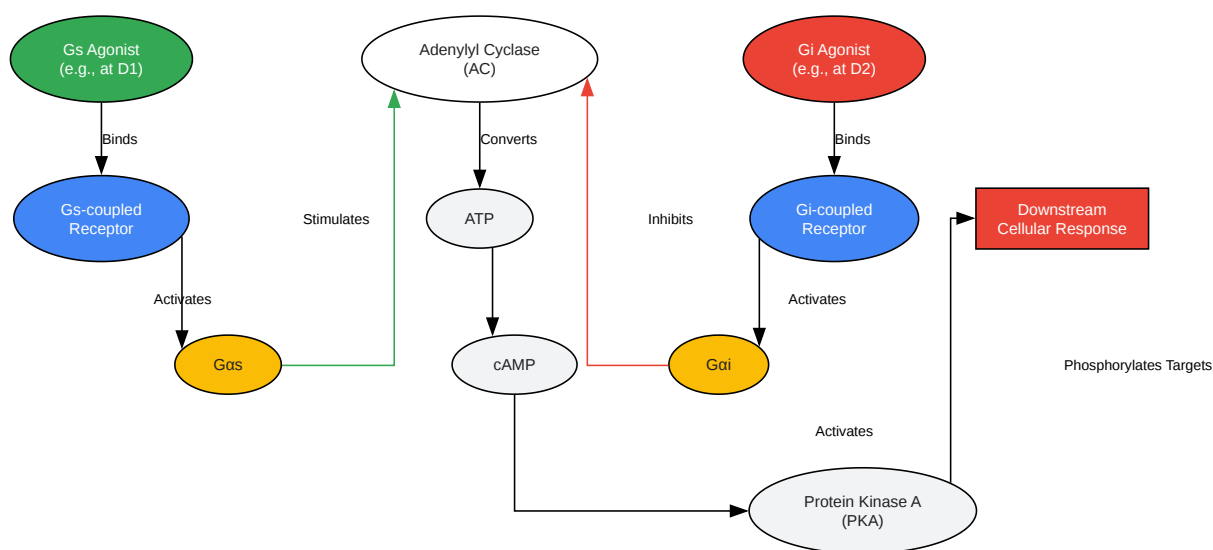 Gs Agonist
(e.g., at D1)
Adenylyl Cyclase
(AC)
Gi Agonist
(e.g., at D2)
Binds
Converts
Binds
Gs-coupled
Receptor
Stimulates
ATP
Inhibits
Gi-coupled
Receptor
Downstream
Cellular Response
Activates
Activates
Gαs
cAMP
Gαi
Phosphorylates Targets
Activates
Protein Kinase A
(PKA)